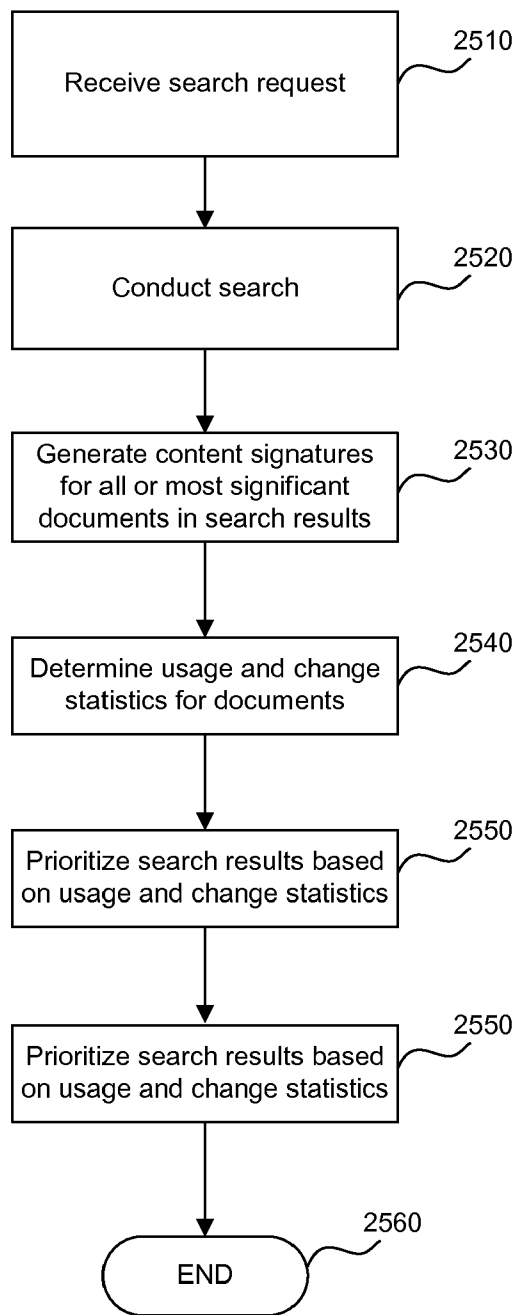 2510
Receive search request
2520
Conduct search
2530
Generate content signatures
for all or most significant
documents in search results
2540
Determine usage and change
statistics for documents
2550
Prioritize search results based
on usage and change statistics
2550
Prioritize search results based
on usage and change statistics
2560
END